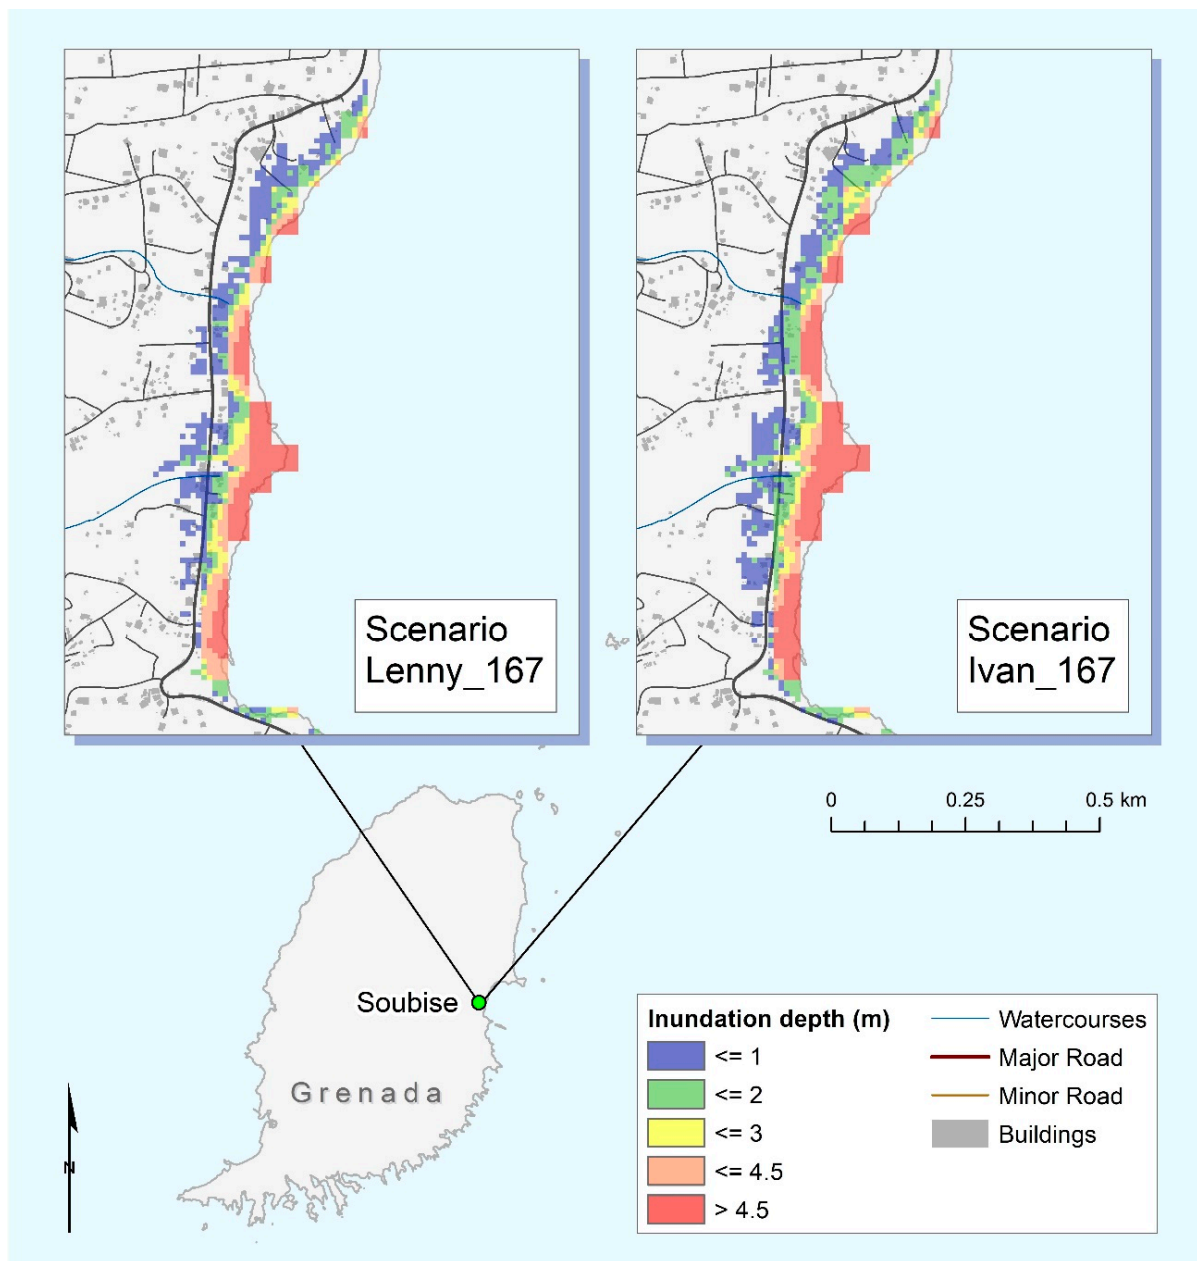 Scenario
Lenny_167
Scenario
Ivan_167
0 0.25 0.5 km
Soubise
Grenada
N
Inundation depth (m)
<= 1
<= 2
<= 3
<= 4.5
> 4.5
Watercourses
Major Road
Minor Road
Buildings